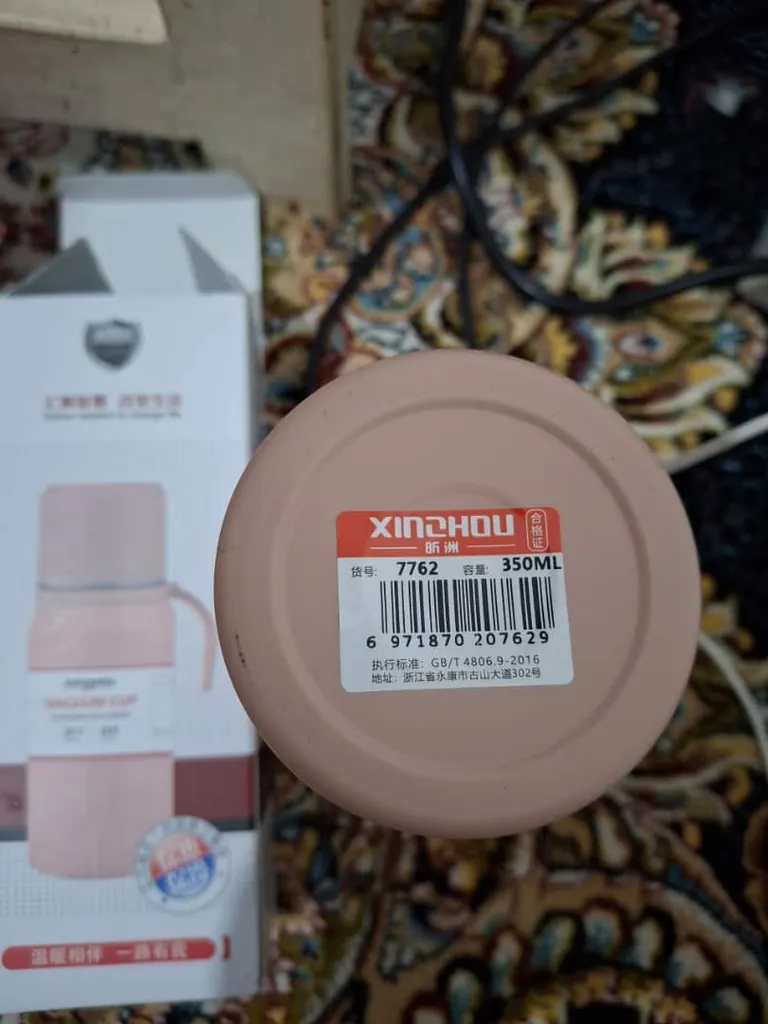 XINZHOU
昕洲
合格证
货号: 7762 容量: 350ML
6 971870 207629
执行标准: GB/T 4806.9-2016
地址: 浙江省永康市古山大道302号
VACUUM CUP
温暖相伴 一路有我